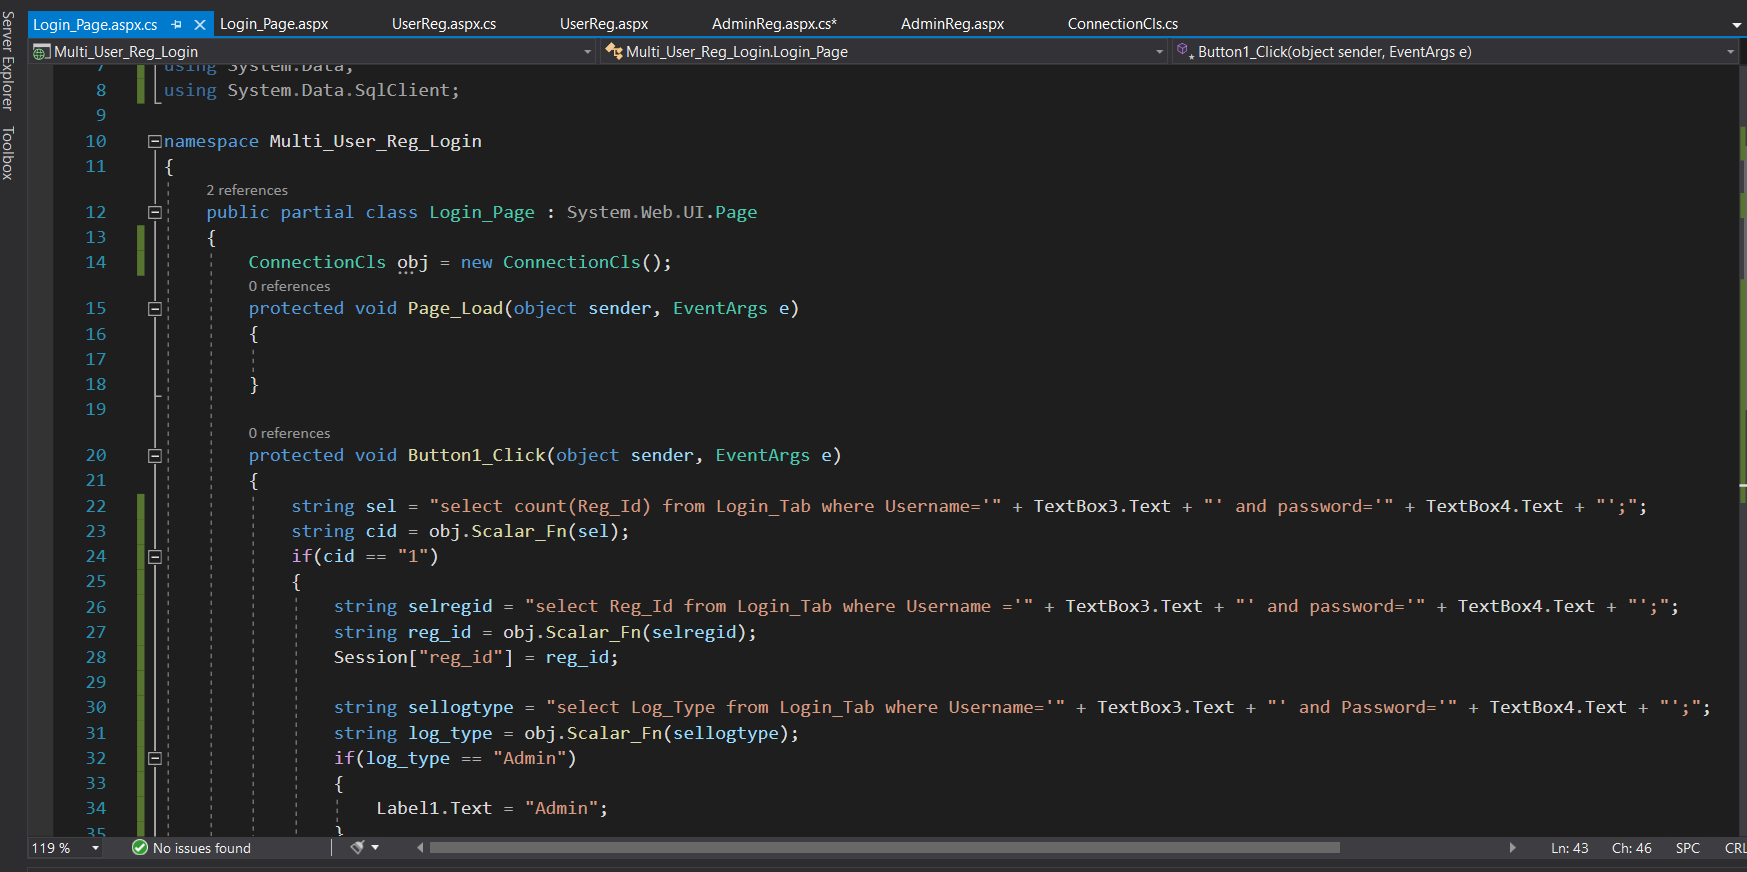 Server Explorer
Toolbox
Login_Page.aspx.cs Login_Page.aspx UserReg.aspx.cs UserReg.aspx AdminReg.aspx.cs* AdminReg.aspx ConnectionCls.cs
Multi_User_Reg_Login Multi_User_Reg_Login.Login_Page Button1_Click(object sender, EventArgs e)
7 using System.Data;
8 using System.Data.SqlClient;
9
10 namespace Multi_User_Reg_Login
11 {
2 references
12 public partial class Login_Page : System.Web.UI.Page
13 {
14 ConnectionCls obj = new ConnectionCls();
0 references
15 protected void Page_Load(object sender, EventArgs e)
16 {
17
18 }
19
0 references
20 protected void Button1_Click(object sender, EventArgs e)
21 {
22 string sel = "select count(Reg_Id) from Login_Tab where Username='" + TextBox3.Text + "' and password='" + TextBox4.Text + "';";
23 string cid = obj.Scalar_Fn(sel);
24 if(cid == "1")
25 {
26 string selregid = "select Reg_Id from Login_Tab where Username ='" + TextBox3.Text + "' and password='" + TextBox4.Text + "';";
27 string reg_id = obj.Scalar_Fn(selregid);
28 Session["reg_id"] = reg_id;
29
30 string sellogtype = "select Log_Type from Login_Tab where Username='" + TextBox3.Text + "' and Password='" + TextBox4.Text + "';";
31 string log_type = obj.Scalar_Fn(sellogtype);
32 if(log_type == "Admin")
33 {
34 Label1.Text = "Admin";
35 }
119 % No issues found Ln: 43 Ch: 46 SPC CRL